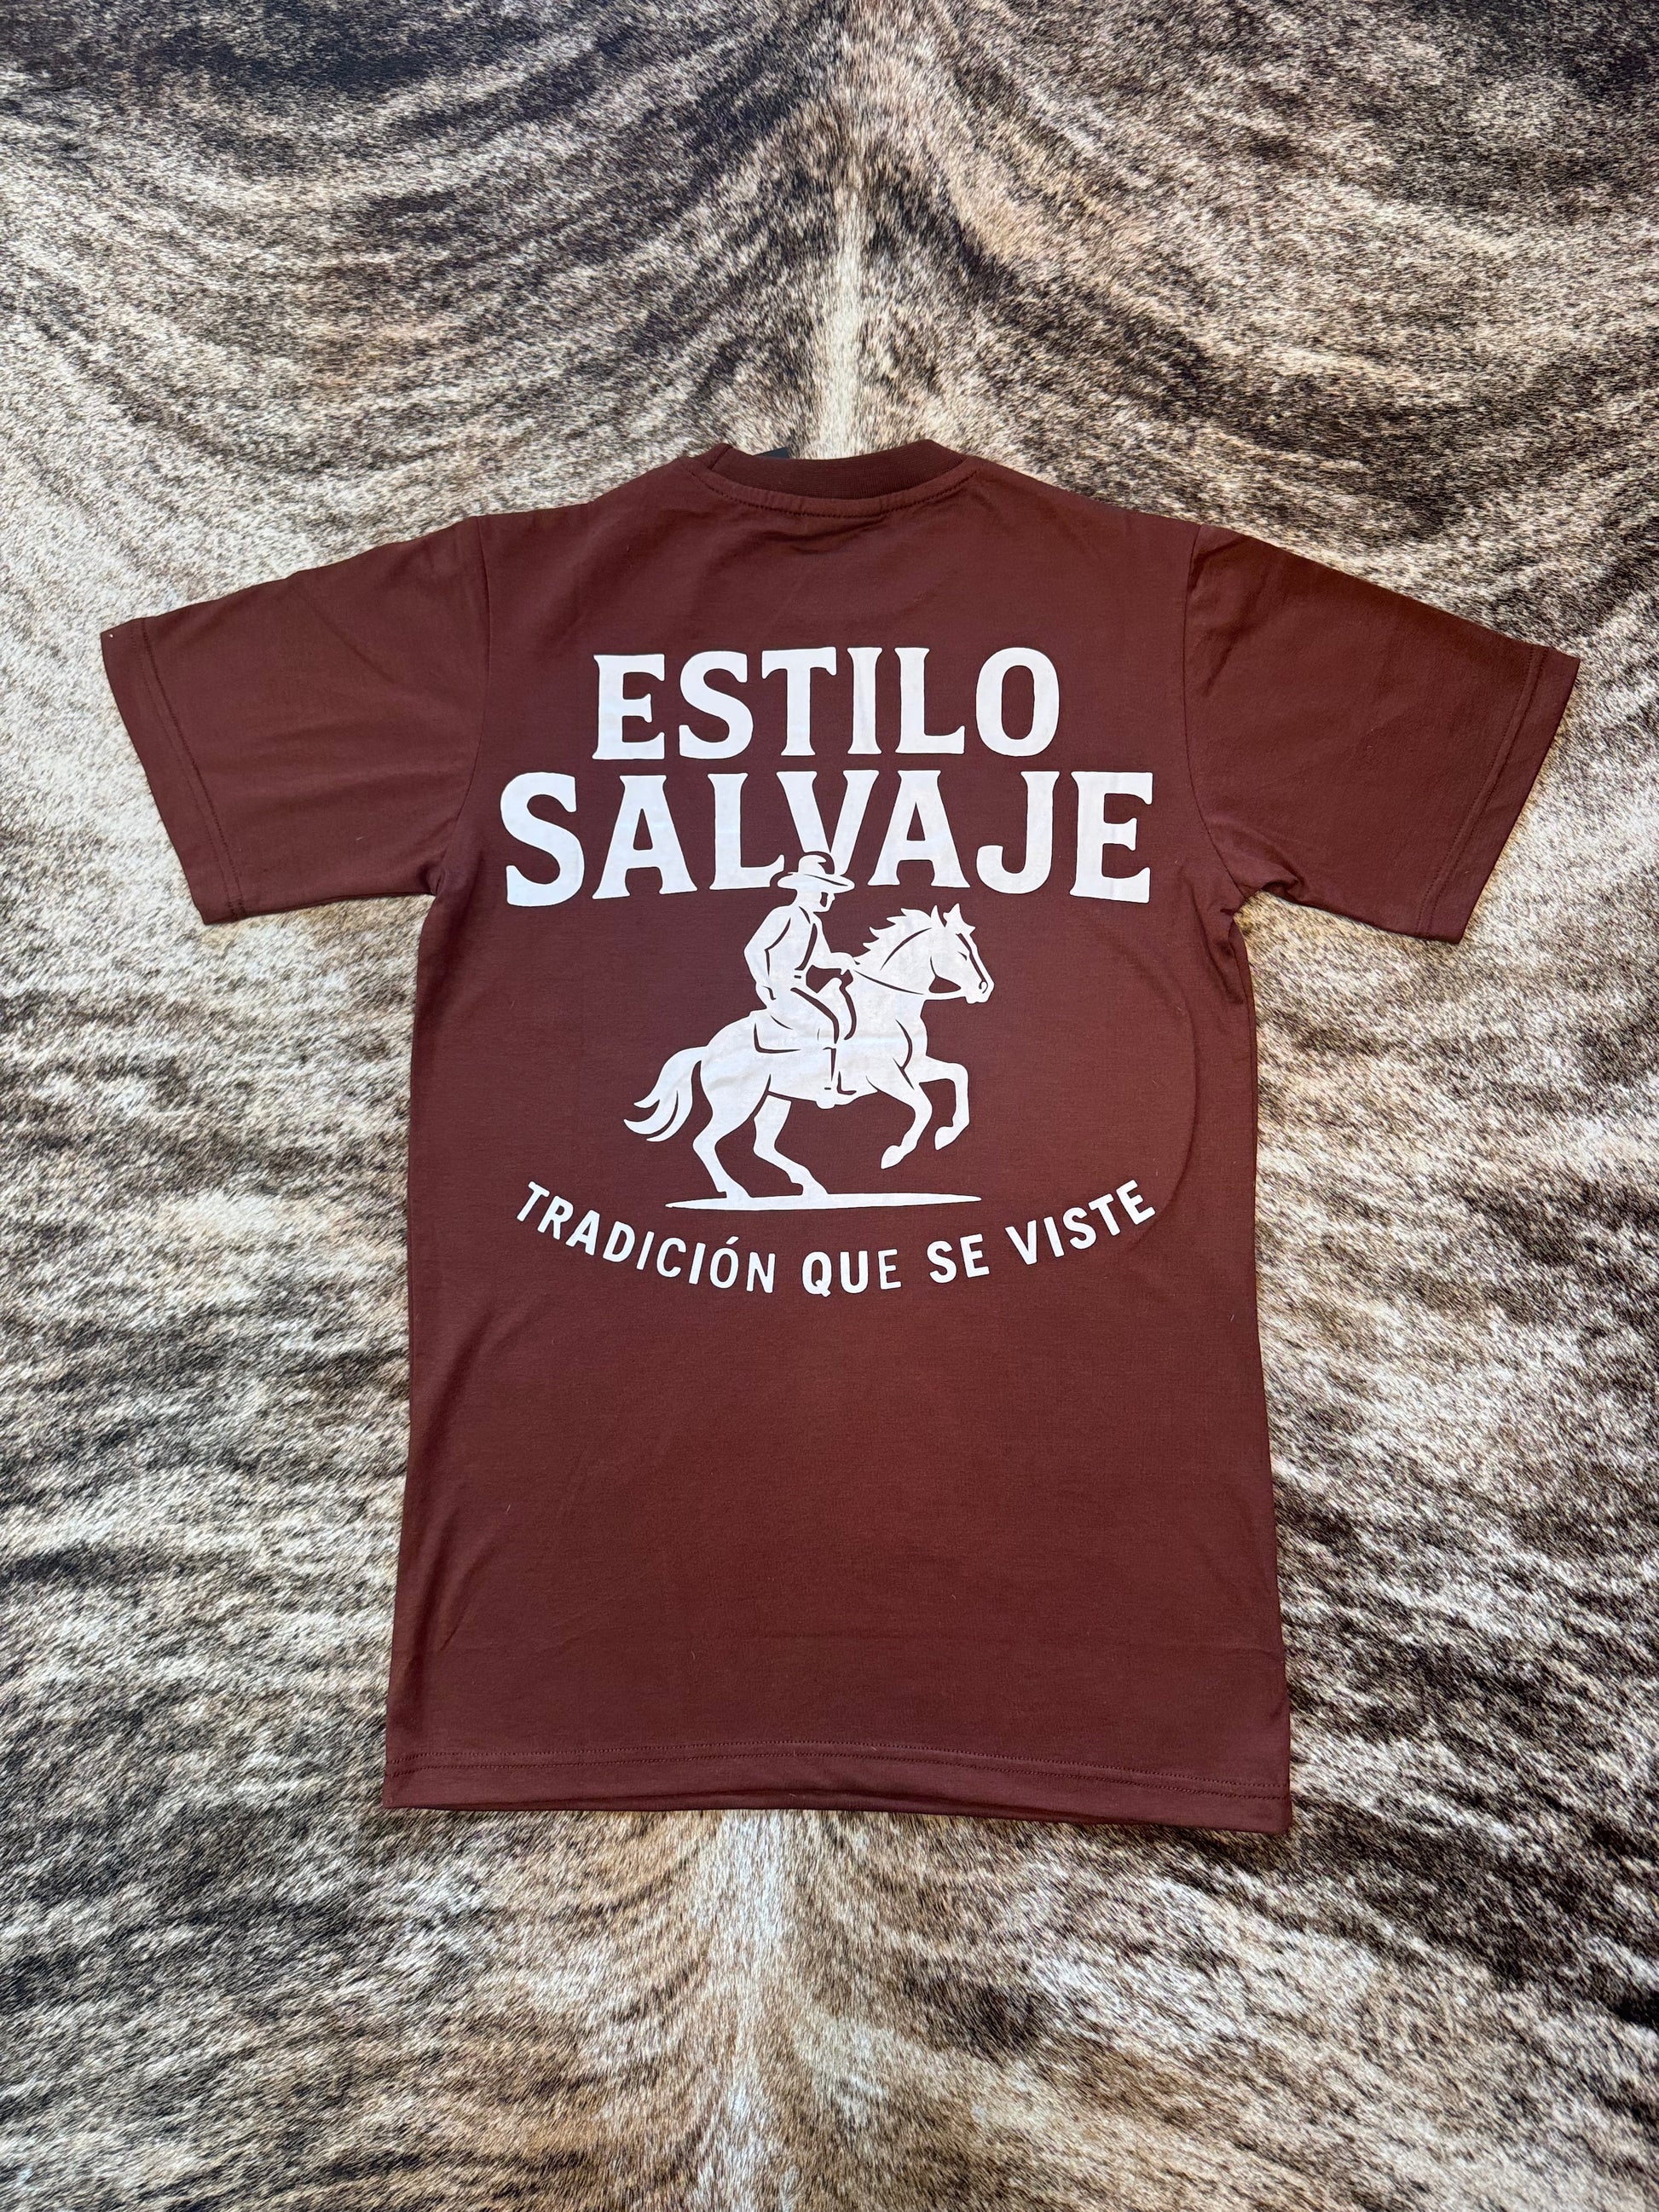 ESTILO
SALVAJE
TRADICIÓN QUE SE VISTE